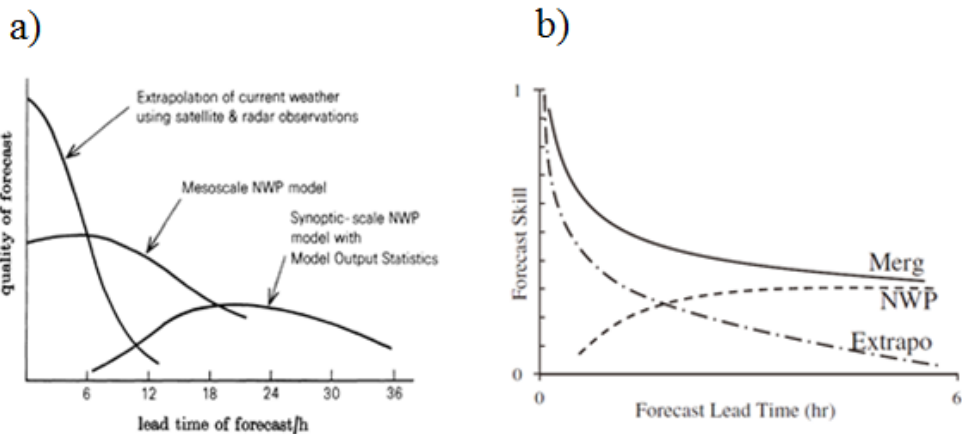 a)
b)
Extrapolation of current weather
using satellite & radar observations
Mesoscale NWP model
Synoptic-scale NWP
model with
Model Output Statistics
quality of forecast
6 12 18 24 30 36
lead time of forecast/h
1
Forecast Skill
Merg
NWP
Extrapo
0
0 6
Forecast Lead Time (hr)